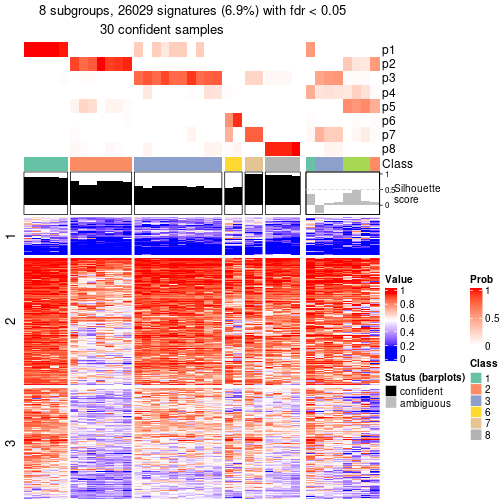 8 subgroups, 26029 signatures (6.9%) with fdr < 0.05
30 confident samples
p1
p2
p3
p4
p5
p6
p7
p8
Class
1
0.5
0
Silhouette
score
1
2
3
Value
1
0.8
0.6
0.4
0.2
0
Prob
1
0.5
0
Status (barplots)
confident
ambiguous
Class
1
2
3
6
7
8